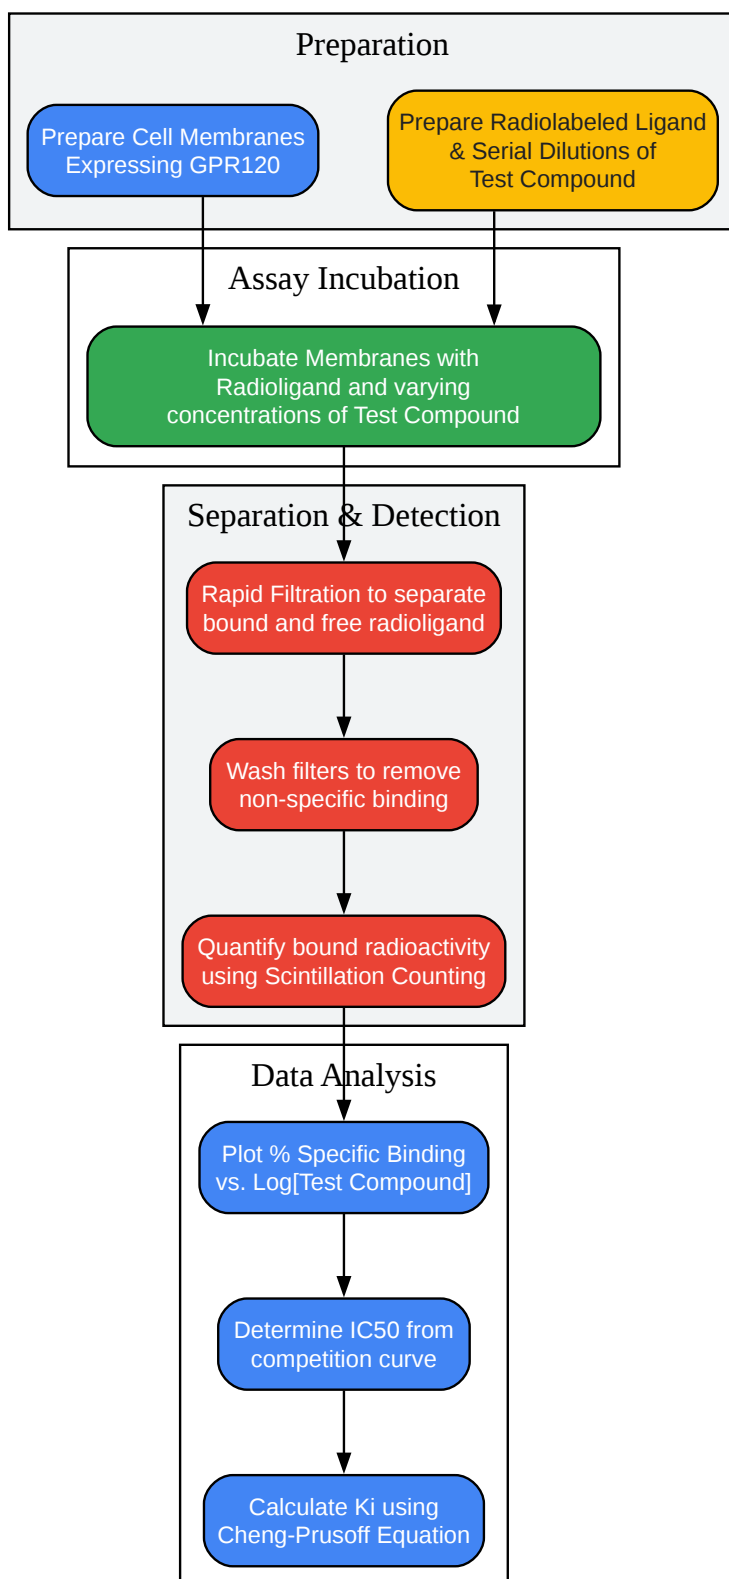 Preparation
Prepare Cell Membranes
Expressing GPR120
Prepare Radiolabeled Ligand
& Serial Dilutions of
Test Compound
Assay Incubation
Incubate Membranes with
Radioligand and varying
concentrations of Test Compound
Separation & Detection
Rapid Filtration to separate
bound and free radioligand
Wash filters to remove
non-specific binding
Quantify bound radioactivity
using Scintillation Counting
Data Analysis
Plot % Specific Binding
vs. Log[Test Compound]
Determine IC50 from
competition curve
Calculate Ki using
Cheng-Prusoff Equation